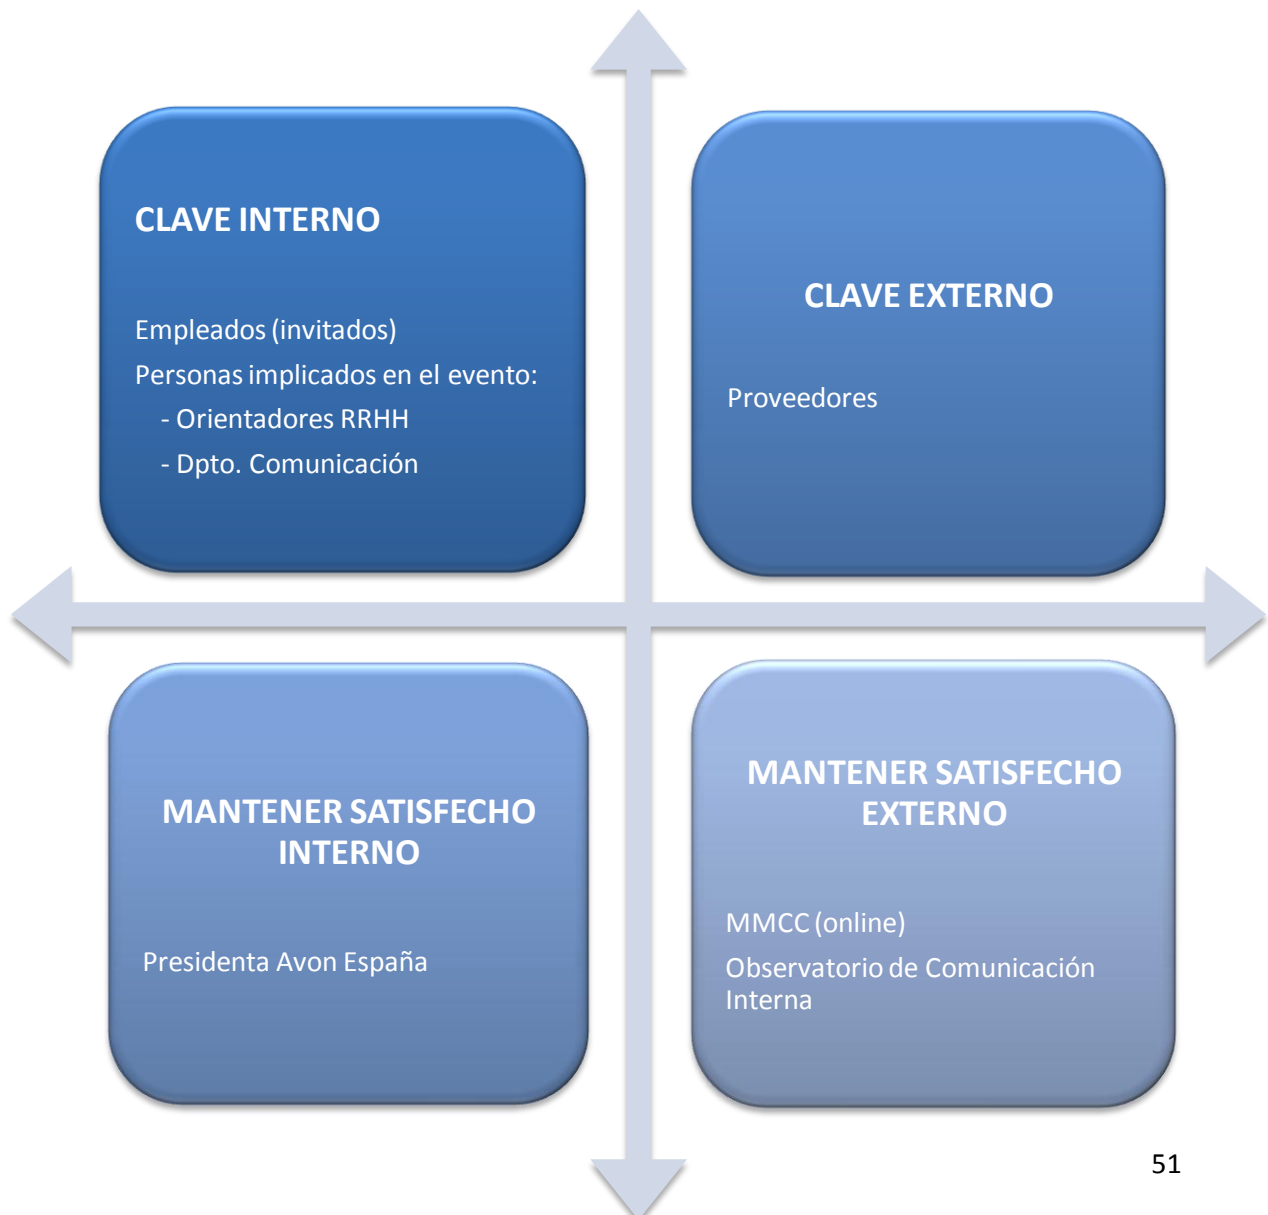 CLAVE INTERNO
Empleados (invitados)
Personas implicados en el evento:
- Orientadores RRHH
- Dpto. Comunicación
CLAVE EXTERNO
Proveedores
MANTENER SATISFECHO
INTERNO
Presidenta Avon España
MANTENER SATISFECHO
EXTERNO
MMCC (online)
Observatorio de Comunicación
Interna
51